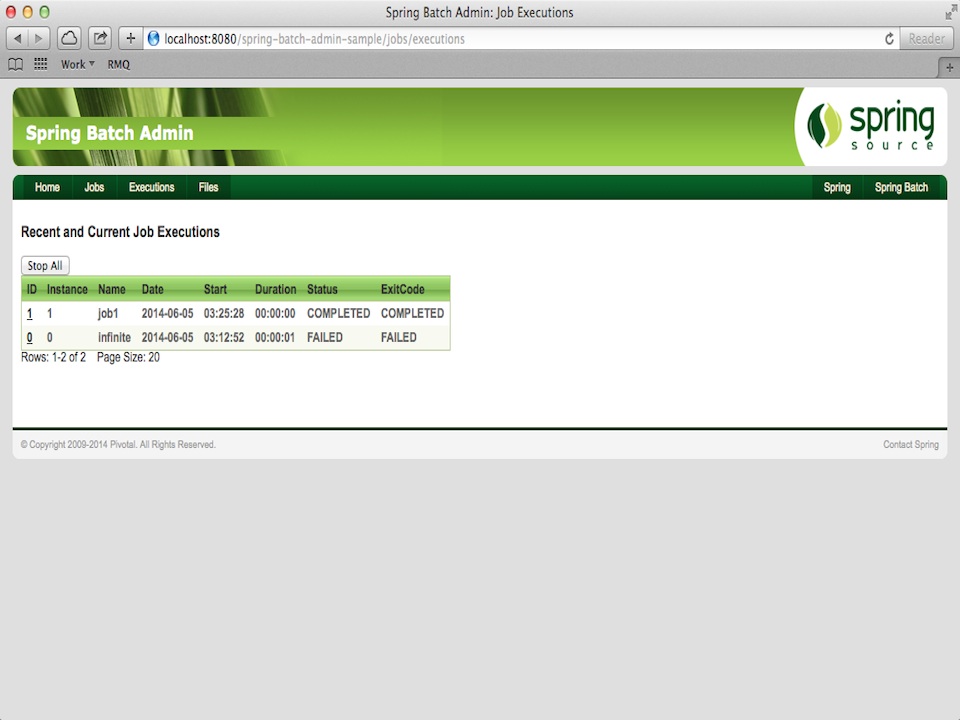 Spring Batch Admin: Job Executions
localhost:8080/spring-batch-admin-sample/jobs/executions
Reader
Work RMQ
Spring Batch Admin
spring
source
Home Jobs Executions Files Spring Spring Batch
Recent and Current Job Executions
Stop All
ID Instance Name Date Start Duration Status ExitCode
1 1 job1 2014-06-05 03:25:28 00:00:00 COMPLETED COMPLETED
0 0 infinite 2014-06-05 03:12:52 00:00:01 FAILED FAILED
Rows: 1-2 of 2 Page Size: 20
© Copyright 2009-2014 Pivotal. All Rights Reserved. Contact Spring